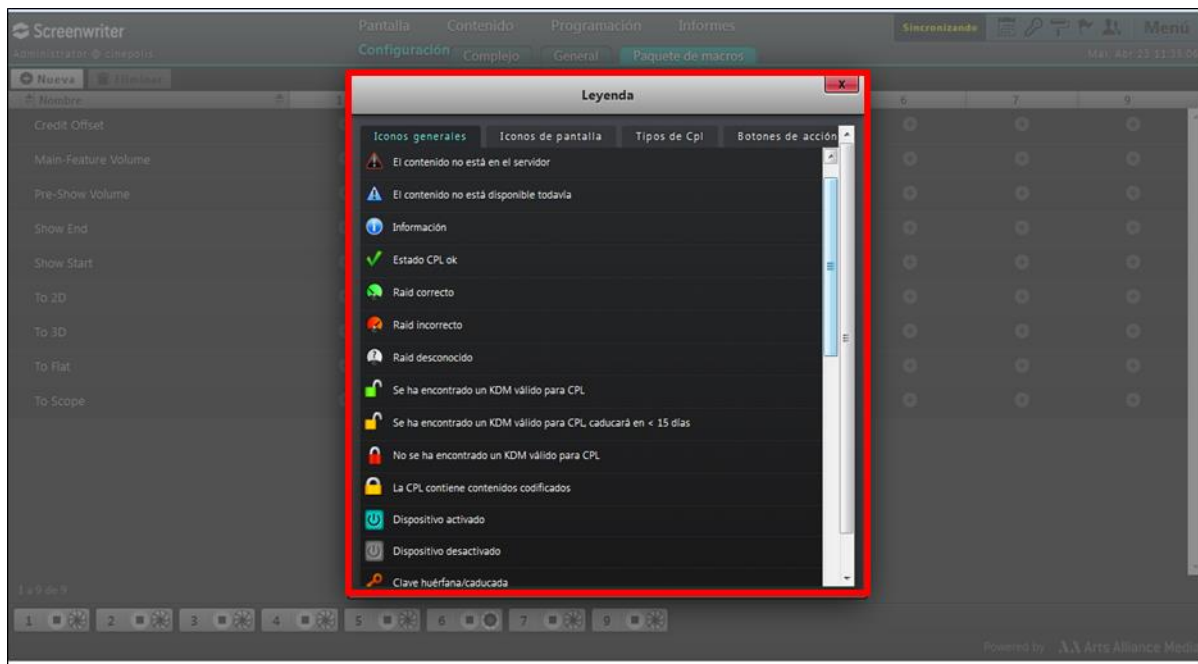 Screenwriter
Pantalla Contenido Programación Informes
Sincronizando
Menú
Administrator @ cinepolis
Configuración Complejo General Paquete de macros
Nueva Eliminar
Leyenda
X
Nombre
1 6 7 9
Iconos generales Iconos de pantalla Tipos de Cpl Botones de acción
Credit Offset
El contenido no está en el servidor
Main-Feature Volume
El contenido no está disponible todavía
Pre-Show Volume
Información
Show End
Estado CPL ok
Show Start
Raid correcto
To 2D
Raid incorrecto
To 3D
Raid desconocido
To Flat
Se ha encontrado un KDM válido para CPL
To Scope
Se ha encontrado un KDM válido para CPL, caducará en < 15 días
No se ha encontrado un KDM válido para CPL
La CPL contiene contenidos codificados
Dispositivo activado
Dispositivo desactivado
Clave huérfana/caducada
1 a 9 de 9
1 2 3 4 5 6 7 9
Powered by Arts Alliance Media